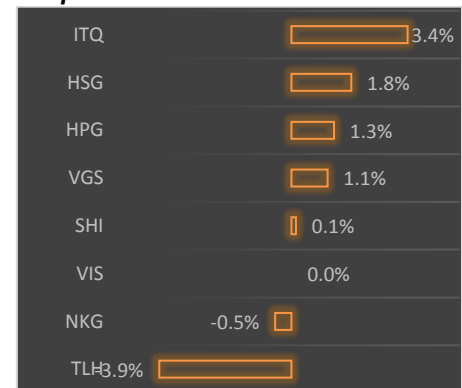 ITQ 3.4%
HSG 1.8%
HPG 1.3%
VGS 1.1%
SHI 0.1%
VIS 0.0%
NKG -0.5%
TLH 3.9%